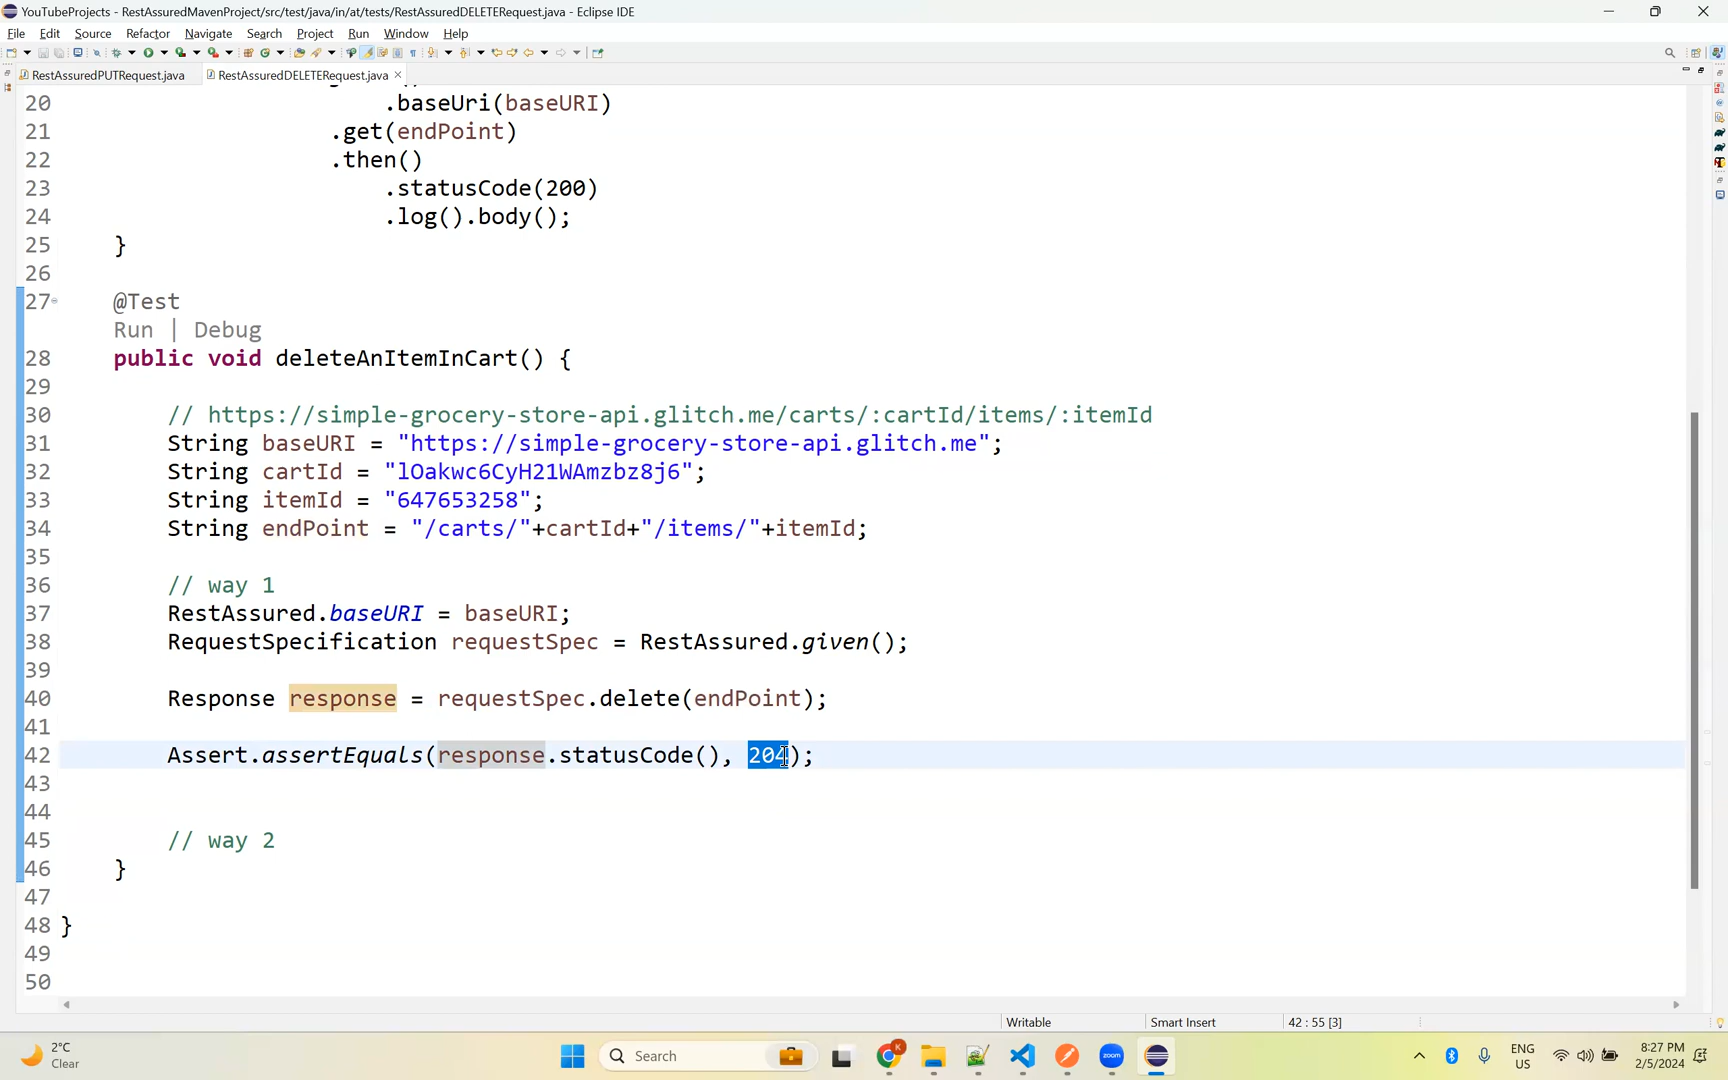 YouTubeProjects - RestAssuredMavenProject/src/test/java/in/at/tests/RestAssuredDELETERequest.java - Eclipse IDE
File Edit Source Refactor Navigate Search Project Run Window Help
RestAssuredPUTRequest.java RestAssuredDELETERequest.java
20 .baseUri(baseURI)
21 .get(endPoint)
22 .then()
23 .statusCode(200)
24 .log().body();
25 }
26
27 @Test
Run | Debug
28 public void deleteAnItemInCart() {
29
30 // https://simple-grocery-store-api.glitch.me/carts/:cartId/items/:itemId
31 String baseURI = "https://simple-grocery-store-api.glitch.me";
32 String cartId = "lOakwc6CyH21WAmzbz8j6";
33 String itemId = "647653258";
34 String endPoint = "/carts/"+cartId+"/items/"+itemId;
35
36 // way 1
37 RestAssured.baseURI = baseURI;
38 RequestSpecification requestSpec = RestAssured.given();
39
40 Response response = requestSpec.delete(endPoint);
41
42 Assert.assertEquals(response.statusCode(), 204);
43
44
45 // way 2
46 }
47
48 }
49
50
Writable Smart Insert 42 : 55 [3]
2°C
Clear
Search
zoom
K
ENG
US
8:27 PM
2/5/2024